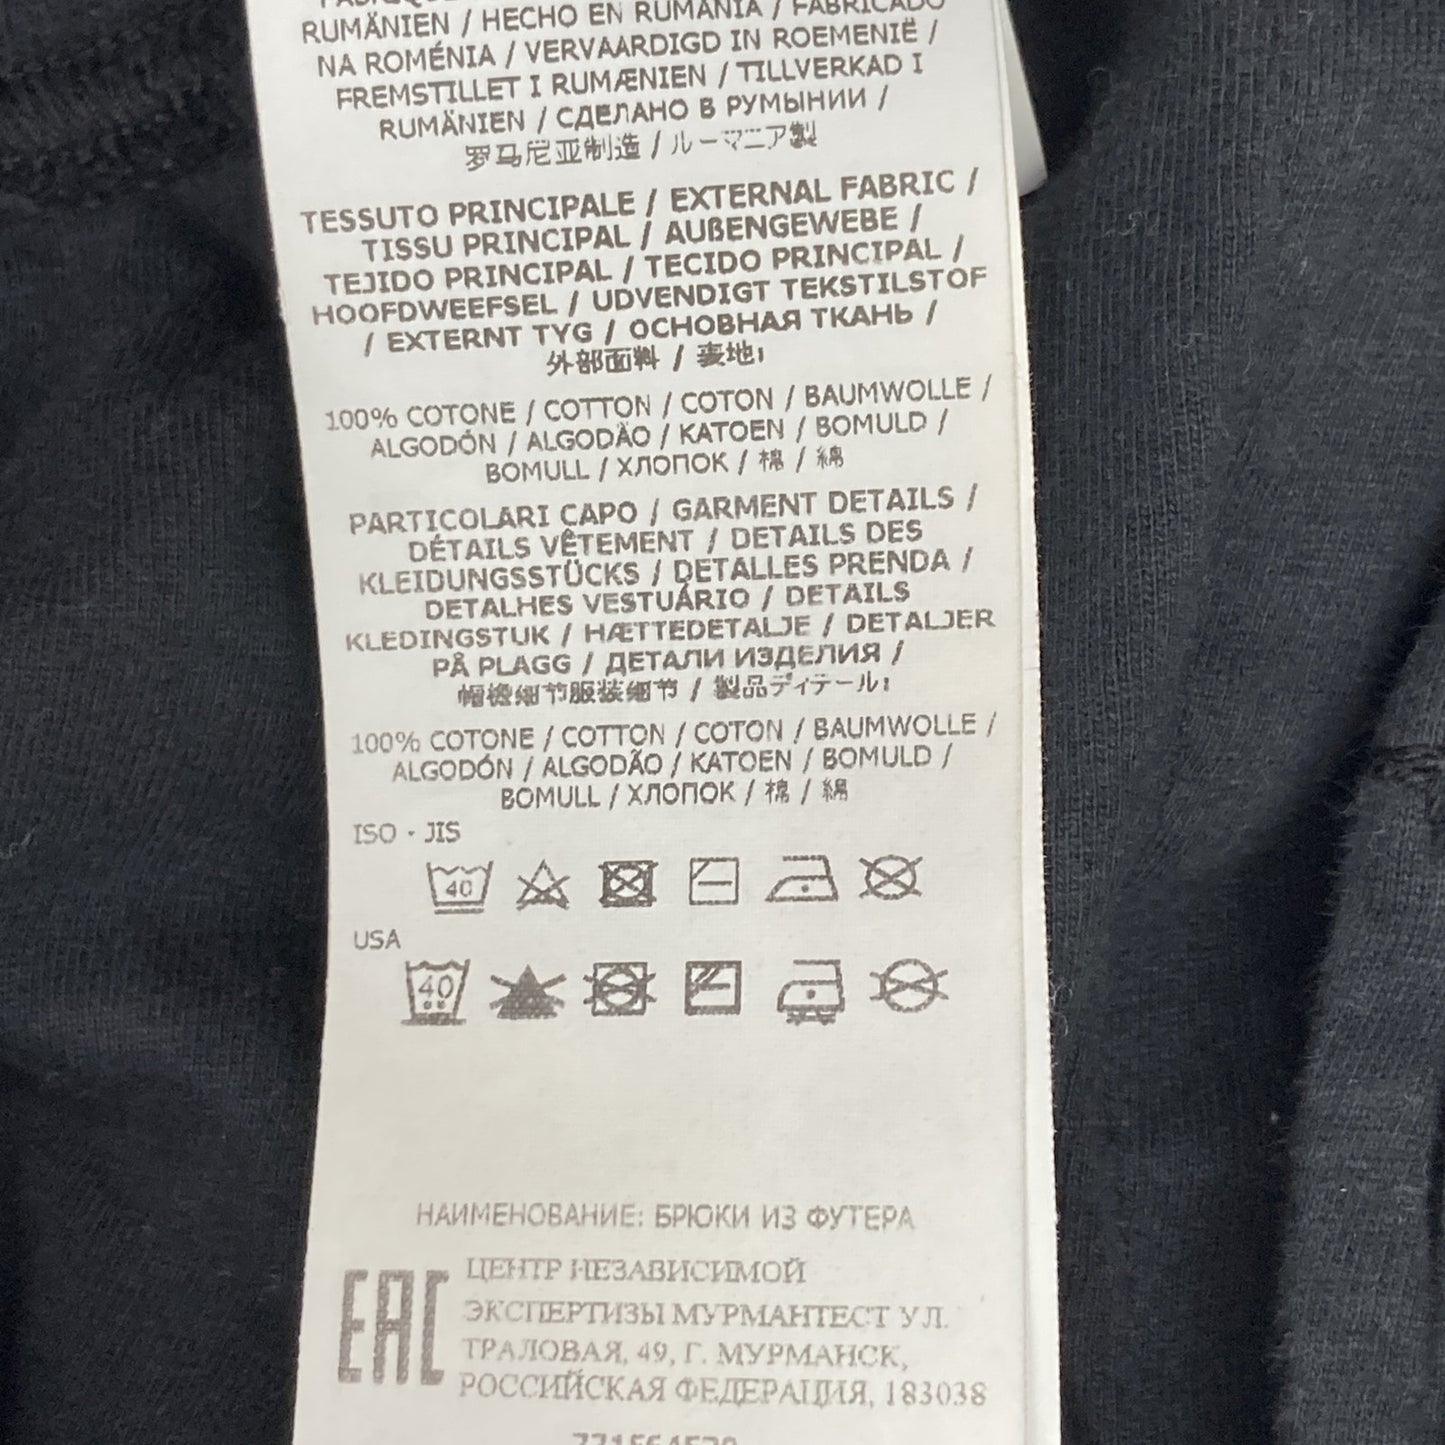 RUMÄNIEN / HECHO EN RUMANÍA / FABRICADO
NA ROMÉNIA / VERVAARDIGD IN ROEMENIË /
FREMSTILLET I RUMÆNIEN / TILLVERKAD I
RUMÄNIEN / СДЕЛАНО В РУМЫНИИ /
罗马尼亚制造 / ルーマニア製
TESSUTO PRINCIPALE / EXTERNAL FABRIC /
TISSU PRINCIPAL / AUßENGEWEBE /
TEJIDO PRINCIPAL / TECIDO PRINCIPAL /
HOOFDWEEFSEL / UDVENDIGT TEKSTILSTOF
/ EXTERNT TYG / ОСНОВНАЯ ТКАНЬ /
外部面料 / 表地:
100% COTONE / COTTON / COTON / BAUMWOLLE /
ALGODÓN / ALGODÃO / KATOEN / BOMULD /
BOMULL / ХЛОПОК / 棉 / 綿
PARTICOLARI CAPO / GARMENT DETAILS /
DÉTAILS VÊTEMENT / DETAILS DES
KLEIDUNGSSTÜCKS / DETALLES PRENDA /
DETALHES VESTUÁRIO / DETAILS
KLEDINGSTUK / HÆTTEDETALJE / DETALJER
PÅ PLAGG / ДЕТАЛИ ИЗДЕЛИЯ /
帽檐细节服装细节 / 製品ディテール:
100% COTONE / COTTON / COTON / BAUMWOLLE /
ALGODÓN / ALGODÃO / KATOEN / BOMULD /
BOMULL / ХЛОПОК / 棉 / 綿
ISO - JIS
40
USA
40
НАИМЕНОВАНИЕ: БРЮКИ ИЗ ФУТЕРА
EAC
ЦЕНТР НЕЗАВИСИМОЙ
ЭКСПЕРТИЗЫ МУРМАНТЕСТ УЛ.
ТРАЛОВАЯ, 49, Г. МУРМАНСК,
РОССИЙСКАЯ ФЕДЕРАЦИЯ, 183038